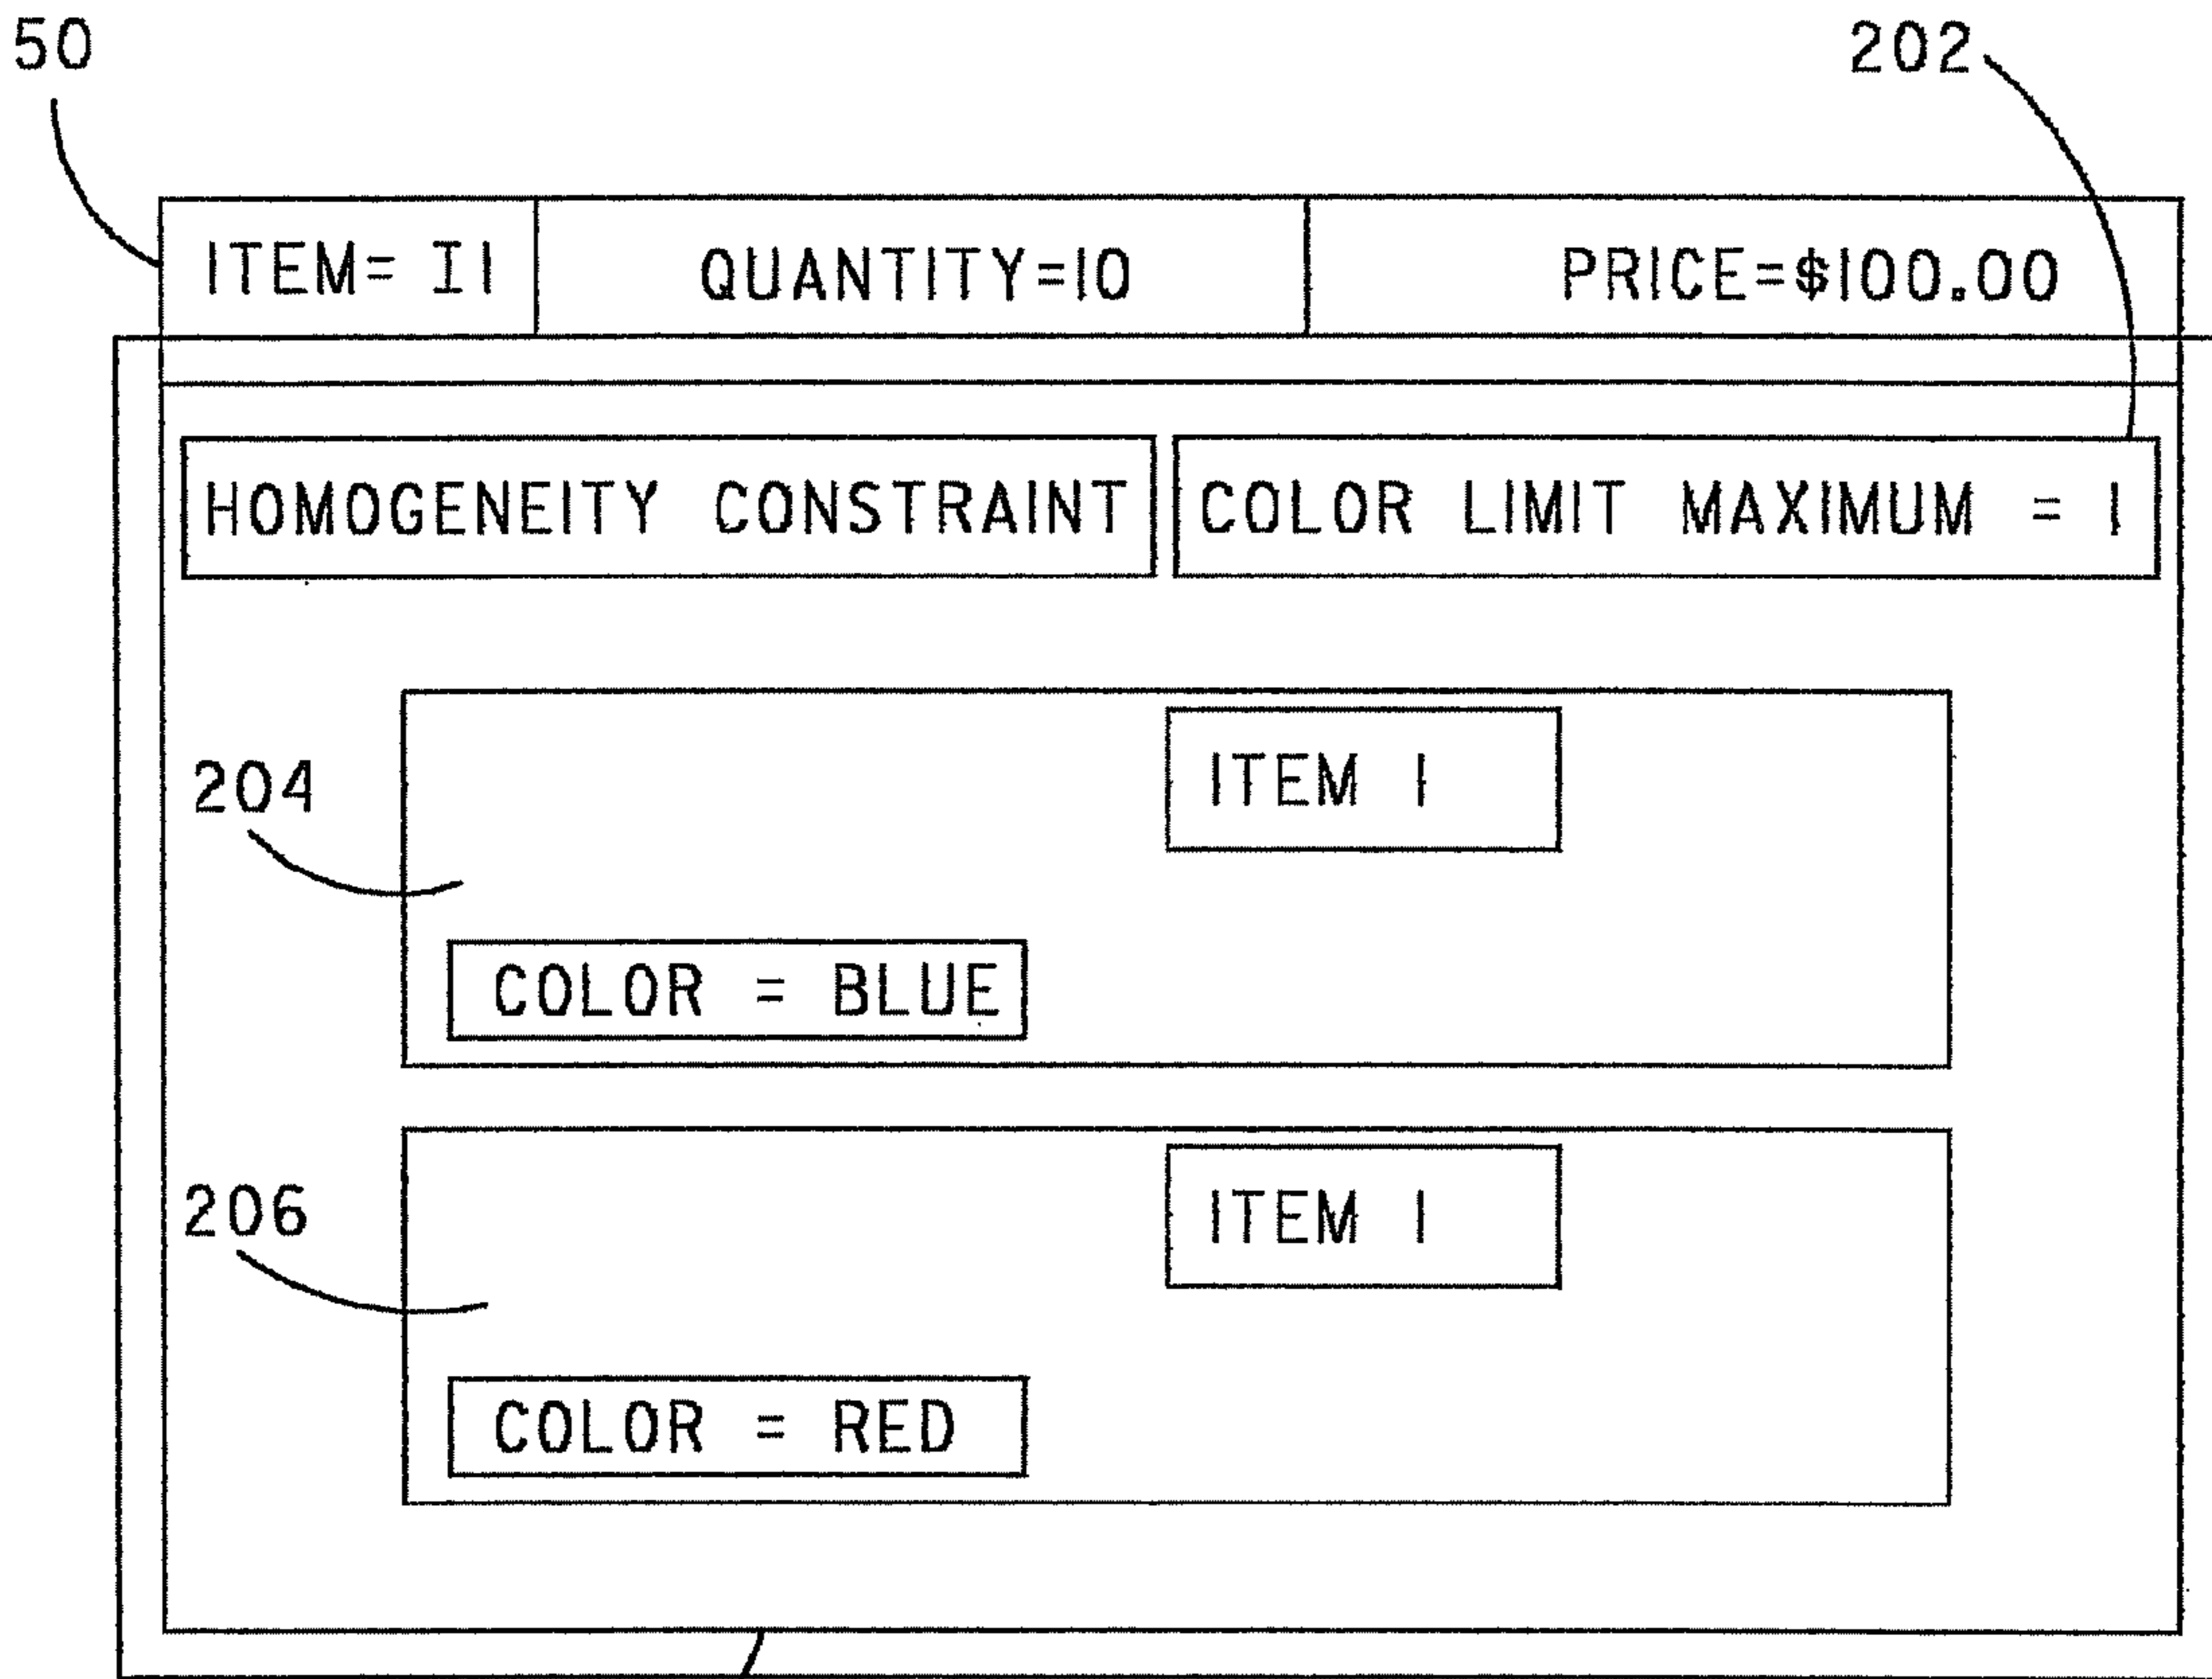 50
202
ITEM= I1 QUANTITY=10 PRICE=$100.00
HOMOGENEITY CONSTRAINT COLOR LIMIT MAXIMUM = 1
ITEM 1
204
COLOR = BLUE
ITEM 1
206
COLOR = RED